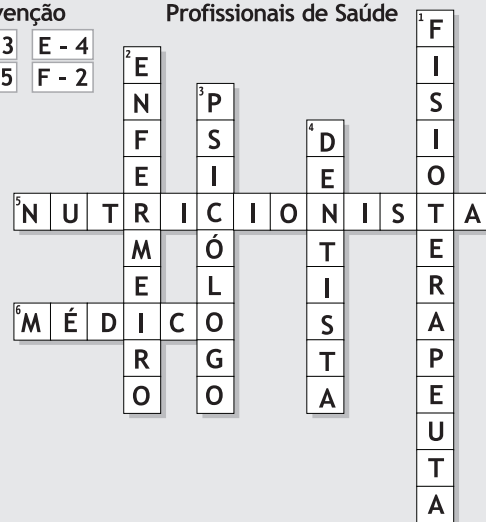 venção
3 E - 4
5 F - 2
Profissionais de Saúde
1 FISIOTERAPEUTA
2 ENFERMEIRO
3 PSICÓLOGO
4 DENTISTA
5 NUTRICIONISTA
6 MÉDICO